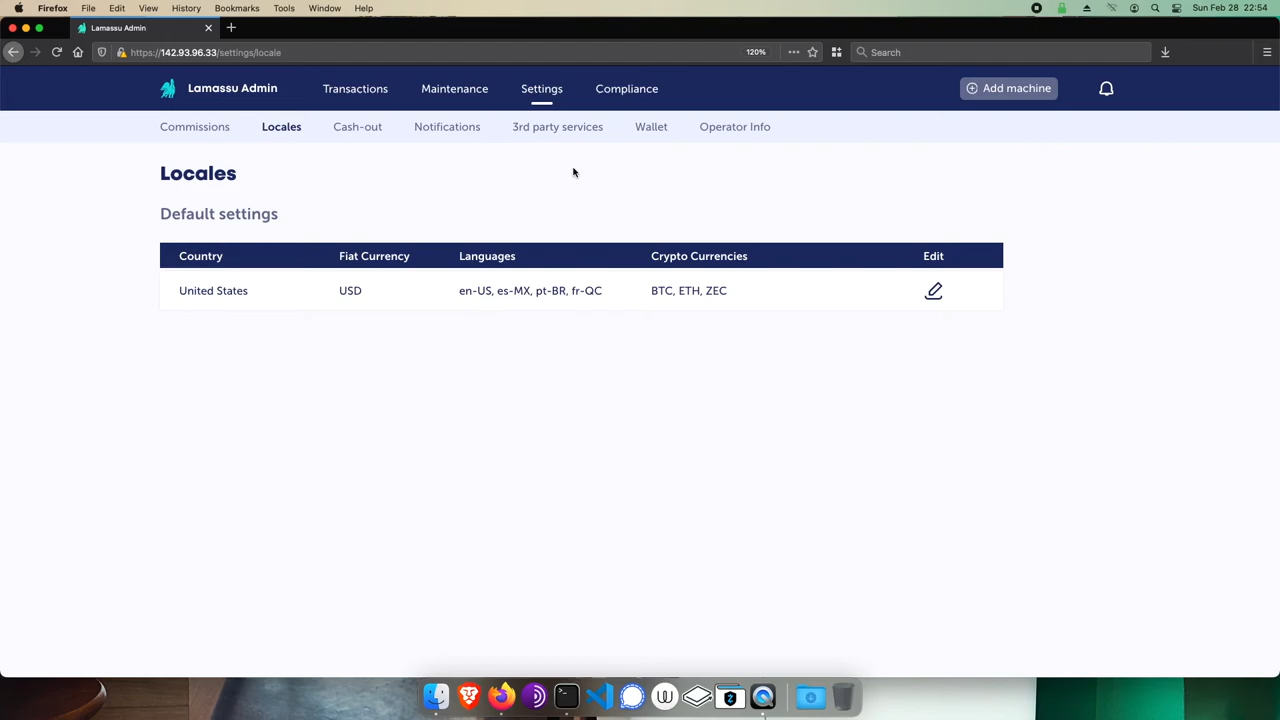 Firefox File Edit View History Bookmarks Tools Window Help Sun Feb 28 22:54
Lamassu Admin
https://142.93.96.33/settings/locale 120% Search
Lamassu Admin Transactions Maintenance Settings Compliance Add machine
Commissions Locales Cash-out Notifications 3rd party services Wallet Operator Info
Locales
Default settings
Country Fiat Currency Languages Crypto Currencies Edit
United States USD en-US, es-MX, pt-BR, fr-QC BTC, ETH, ZEC